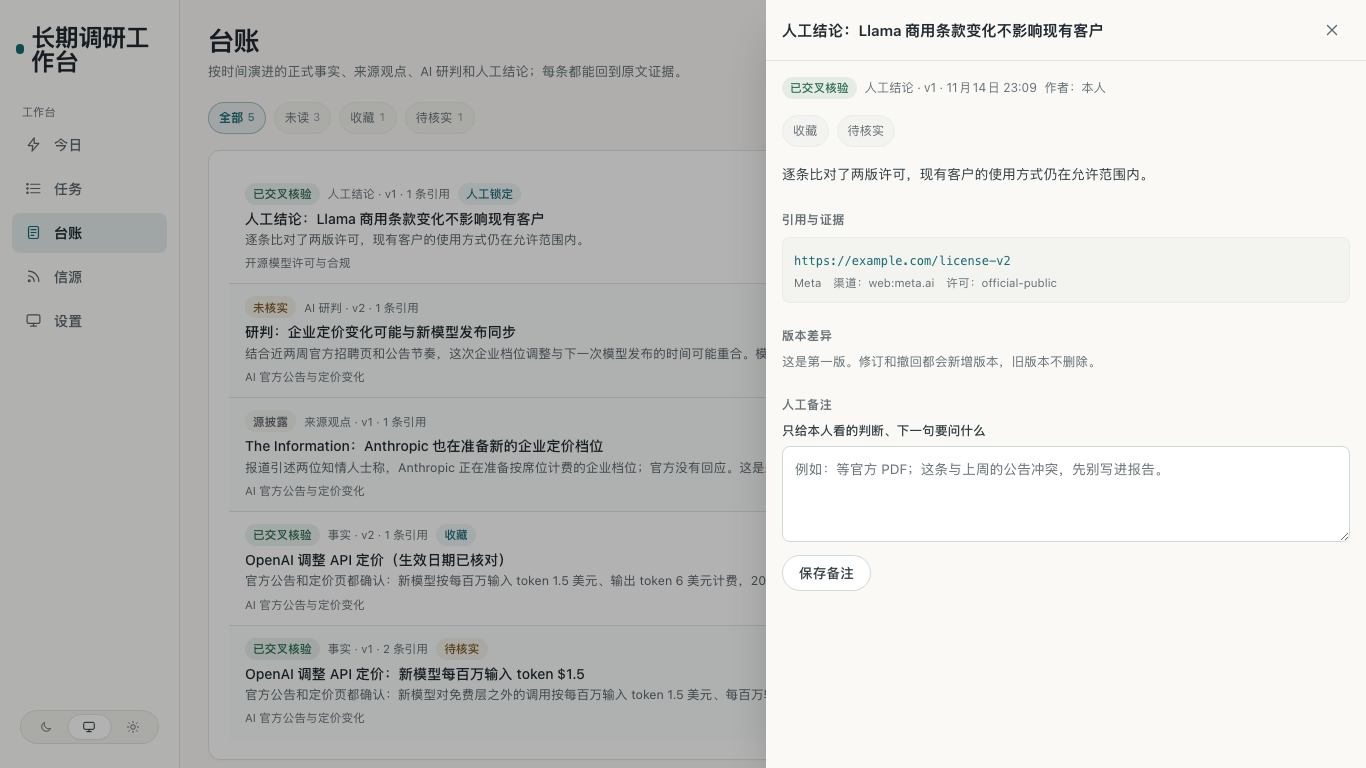 长期调研工
作台
工作台
今日
任务
台账
信源
设置
台账
按时间演进的正式事实、来源观点、AI 研判和人工结论；每条都能回到原文证据。
全部 5 未读 3 收藏 1 待核实 1
已交叉核验 人工结论 · v1 · 1 条引用 人工锁定
人工结论：Llama 商用条款变化不影响现有客户
逐条比对了两版许可，现有客户的使用方式仍在允许范围内。
开源模型许可与合规
未核实 AI 研判 · v2 · 1 条引用
研判：企业定价变化可能与新模型发布同步
结合近两周官方招聘页和公告节奏，这次企业档位调整与下一次模型发布的时间可能重合。模
AI 官方公告与定价变化
源披露 来源观点 · v1 · 1 条引用
The Information：Anthropic 也在准备新的企业定价档位
报道引述两位知情人士称，Anthropic 正在准备按席位计费的企业档位；官方没有回应。这是
AI 官方公告与定价变化
已交叉核验 事实 · v2 · 1 条引用 收藏
OpenAI 调整 API 定价（生效日期已核对）
官方公告和定价页都确认：新模型按每百万输入 token 1.5 美元、输出 token 6 美元计费，20
AI 官方公告与定价变化
已交叉核验 事实 · v1 · 2 条引用 待核实
OpenAI 调整 API 定价：新模型每百万输入 token $1.5
官方公告和定价页都确认：新模型对免费层之外的调用按每百万输入 token 1.5 美元、每百万
AI 官方公告与定价变化
人工结论：Llama 商用条款变化不影响现有客户
已交叉核验 人工结论 · v1 · 11月14日 23:09 作者：本人
收藏 待核实
逐条比对了两版许可，现有客户的使用方式仍在允许范围内。
引用与证据
https://example.com/license-v2
Meta 渠道：web:meta.ai 许可：official-public
版本差异
这是第一版。修订和撤回都会新增版本，旧版本不删除。
人工备注
只给本人看的判断、下一句要问什么
例如：等官方 PDF；这条与上周的公告冲突，先别写进报告。
保存备注